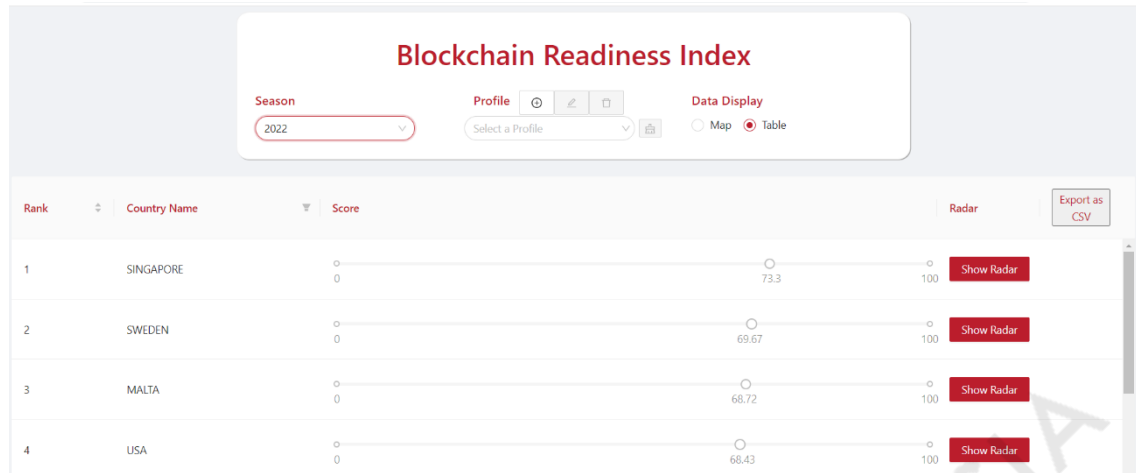 Blockchain Readiness Index
Season
Profile
Data Display
2022
Select a Profile
Map
Table
Rank
Country Name
Score
Radar
Export as
CSV
1
SINGAPORE
0
73.3
100
Show Radar
2
SWEDEN
0
69.67
100
Show Radar
3
MALTA
0
68.72
100
Show Radar
4
USA
0
68.43
100
Show Radar